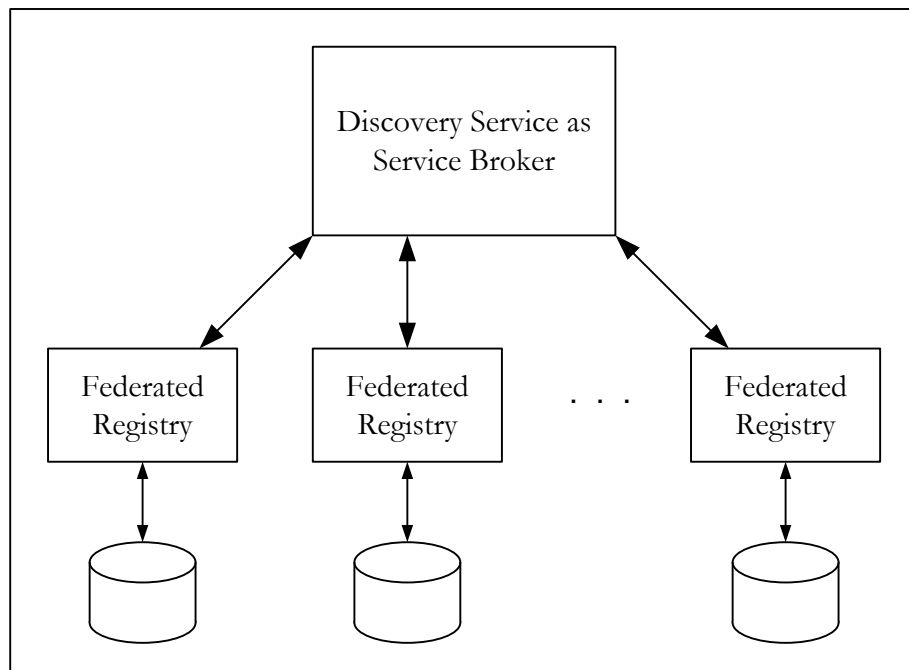 Discovery Service as
Service Broker
Federated
Registry
Federated
Registry
. . .
Federated
Registry